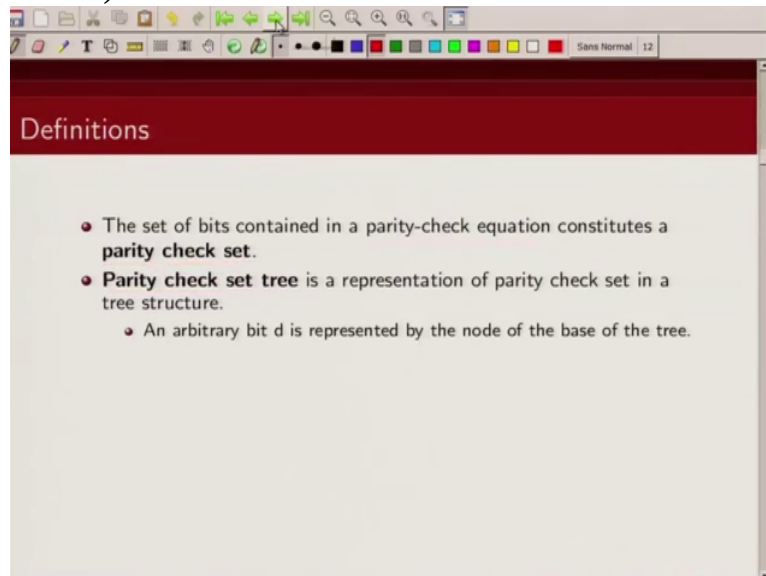 Sans Normal 12
Definitions
The set of bits contained in a parity-check equation constitutes a
parity check set.
Parity check set tree is a representation of parity check set in a
tree structure.
An arbitrary bit d is represented by the node of the base of the tree.